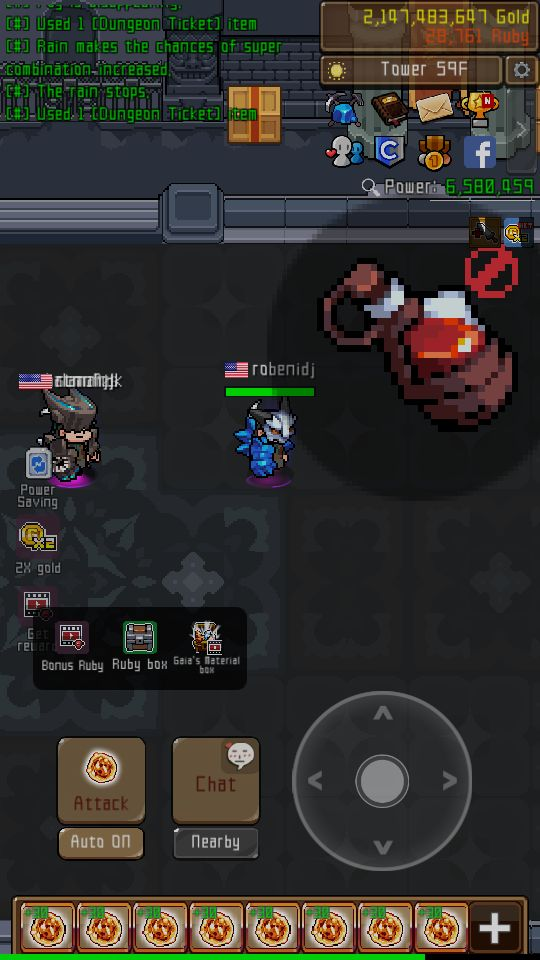 [#] Used 1 [Dungeon Ticket] item
[#] Rain makes the chances of super
combination increased.
[#] The rain stops.
[#] Used 1 [Dungeon Ticket] item
2,147,483,647 Gold
28,761 Ruby
Tower 59F
N
C
1
f
Power: 6,580,459
robenidj
Power
Saving
2X gold
Get
reward
Bonus Ruby
Ruby box
Gaia's Material
box
Attack
Chat
Auto ON
Nearby
+30
+30
+30
+30
+30
+30
+30
+30